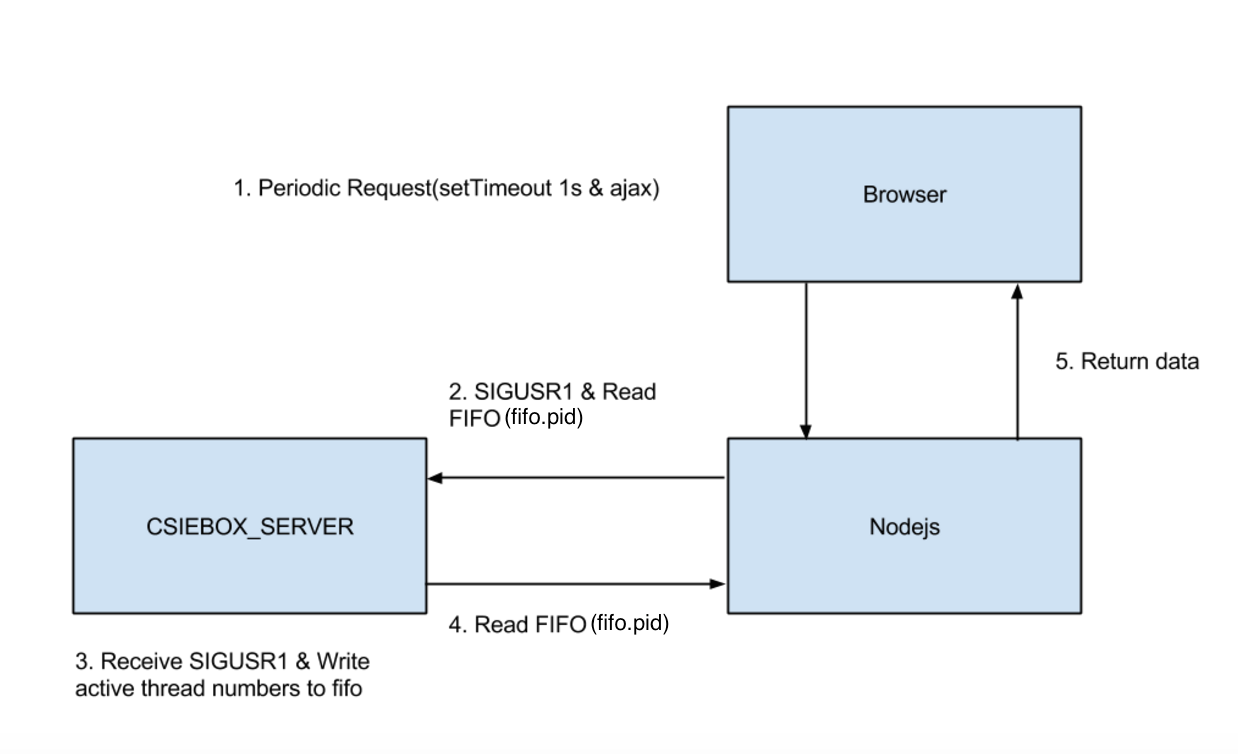 1. Periodic Request(setTimeout 1s & ajax)
Browser
5. Return data
2. SIGUSR1 & Read
FIFO (fifo.pid)
CSIEBOX_SERVER
Nodejs
4. Read FIFO (fifo.pid)
3. Receive SIGUSR1 & Write
active thread numbers to fifo